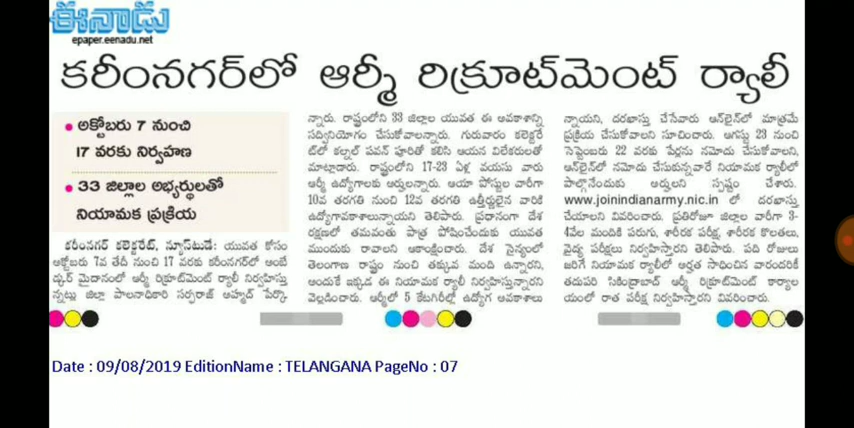 ఈనాడు
epaper.eenadu.net
కరీంనగర్‌లో ఆర్మీ రిక్రూట్‌మెంట్ ర్యాలీ
• అక్టోబరు 7 నుంచి
17 వరకు నిర్వహణ
• 33 జిల్లాల అభ్యర్థులతో
నియామక ప్రక్రియ
కరీంనగర్ కలెక్టరేట్, న్యూస్‌టుడే: యువత కోసం
అక్టోబరు 7వ తేదీ నుంచి 17 వరకు కరీంనగర్‌లో అంబే
ద్కర్ మైదానంలో ఆర్మీ రిక్రూట్‌మెంట్ ర్యాలీ నిర్వహిస్తు
న్నట్లు జిల్లా పాలనాధికారి సర్ఫరాజ్ అహ్మద్ పేర్కొ
న్నారు. రాష్ట్రంలోని 33 జిల్లాల యువత ఈ అవకాశాన్ని
సద్వినియోగం చేసుకోవాలన్నారు. గురువారం కలెక్టరే
ట్‌లో కల్నల్ పవన్ పూరితో కలిసి ఆయన విలేకరులతో
మాట్లాడారు. రాష్ట్రంలోని 17-23 ఏళ్ల వయసు వారు
ఆర్మీ ఉద్యోగాలకు అర్హులన్నారు. ఆయా పోస్టుల వారీగా
10వ తరగతి నుంచి 12వ తరగతి ఉత్తీర్ణులైన వారికి
ఉద్యోగావకాశాలున్నాయని తెలిపారు. ప్రధానంగా దేశ
రక్షణలో తమవంతు పాత్ర పోషించేందుకు యువత
ముందుకు రావాలని ఆకాంక్షించారు. దేశ సైన్యంలో
తెలంగాణ రాష్ట్రం నుంచి తక్కువ మంది ఉన్నారని,
అందుకే ఇక్కడ ఈ నియామక ర్యాలీ నిర్వహిస్తున్నారని
వెల్లడించారు. ఆర్మీలో 5 కేటగిరీల్లో ఉద్యోగ అవకాశాలు
న్నాయని, దరఖాస్తు చేసేవారు ఆన్‌లైన్‌లో మాత్రమే
ప్రక్రియ చేసుకోవాలని సూచించారు. ఆగస్టు 23 నుంచి
సెప్టెంబరు 22 వరకు పేర్లను నమోదు చేసుకోవాలని,
ఆన్‌లైన్‌లో నమోదు చేసుకున్నవారే నియామక ర్యాలీలో
పాల్గొనేందుకు అర్హులని స్పష్టం చేశారు.
www.joinindianarmy.nic.in లో దరఖాస్తు
చేయాలని వివరించారు. ప్రతిరోజూ జిల్లాల వారీగా 3-
4వేల మందికి పరుగు, శారీరక పరీక్ష, శారీరక కొలతలు,
వైద్య పరీక్షలు నిర్వహిస్తారని తెలిపారు. పది రోజులు
జరిగే నియామక ర్యాలీలో అర్హత సాధించిన వారందరికీ
తదుపరి సికింద్రాబాద్ ఆర్మీ రిక్రూట్‌మెంట్ కార్యాల
యంలో రాత పరీక్ష నిర్వహిస్తారని వివరించారు.
Date : 09/08/2019 EditionName : TELANGANA PageNo : 07